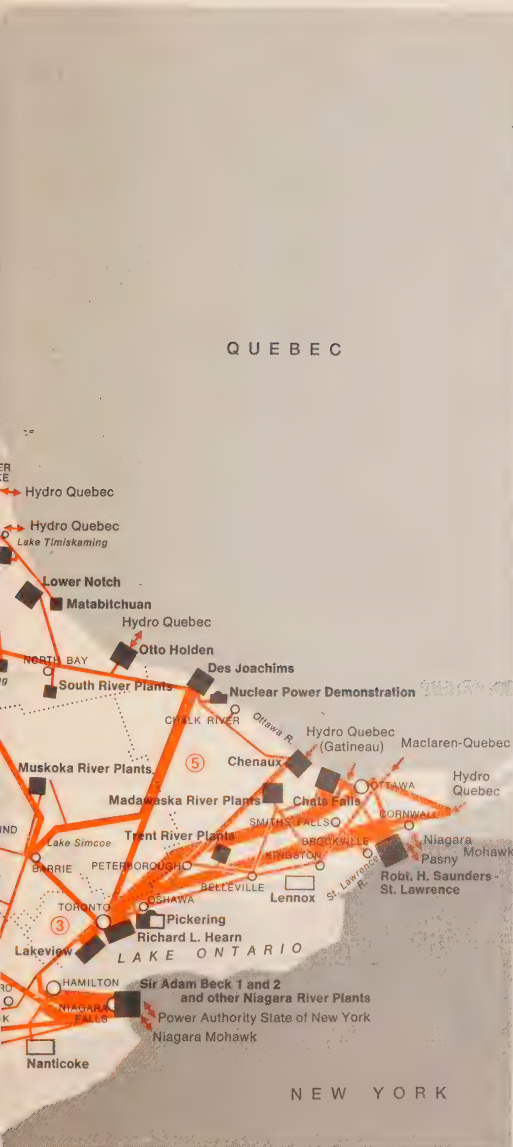 QUEBEC
ER
KE
Hydro Quebec
Hydro Quebec
Lake Timiskaming
Lower Notch
Matabitchuan
Hydro Quebec
Otto Holden
NORTH BAY
Des Joachims
South River Plants
Nuclear Power Demonstration
CHALK RIVER
Ottawa R.
Hydro Quebec
(Gatineau)
Maclaren-Quebec
5
Chenaux
Muskoka River Plants
Hydro
Quebec
OTTAWA
Madawaska River Plants
Chats Falls
CORNWALL
SMITHS FALLS
Trent River Plants
Lake Simcoe
BROCKVILLE
Niagara
Mohawk
Pasny
KINGSTON
PETERBOROUGH
BARRIE
Robt. H. Saunders-
St. Lawrence
BELLEVILLE
St. Lawrence
R.
Lennox
OSHAWA
TORONTO
Pickering
3
Richard L. Hearn
Lakeview
LAKE ONTARIO
HAMILTON
Sir Adam Beck 1 and 2
and other Niagara River Plants
NIAGARA
FALLS
Power Authority State of New York
Niagara Mohawk
Nanticoke
NEW YORK